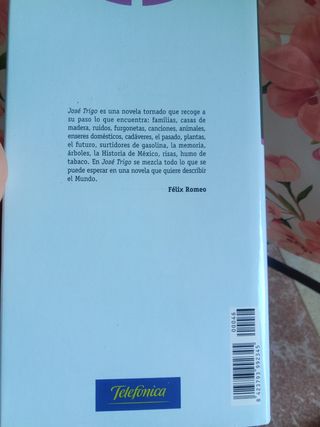 José Trigo es una novela tornado que recoge a
su paso lo que encuentra: familias, casas de
madera, ruidos, furgonetas, canciones, animales,
enseres domésticos, cadáveres, el pasado, plantas,
el futuro, surtidores de gasolina, la memoria,
árboles, la Historia de México, risas, humo de
tabaco. En José Trigo se mezcla todo lo que se
puede esperar en una novela que quiere describir
el Mundo.
Félix Romeo
00046
8 423793 992345
Telefónica